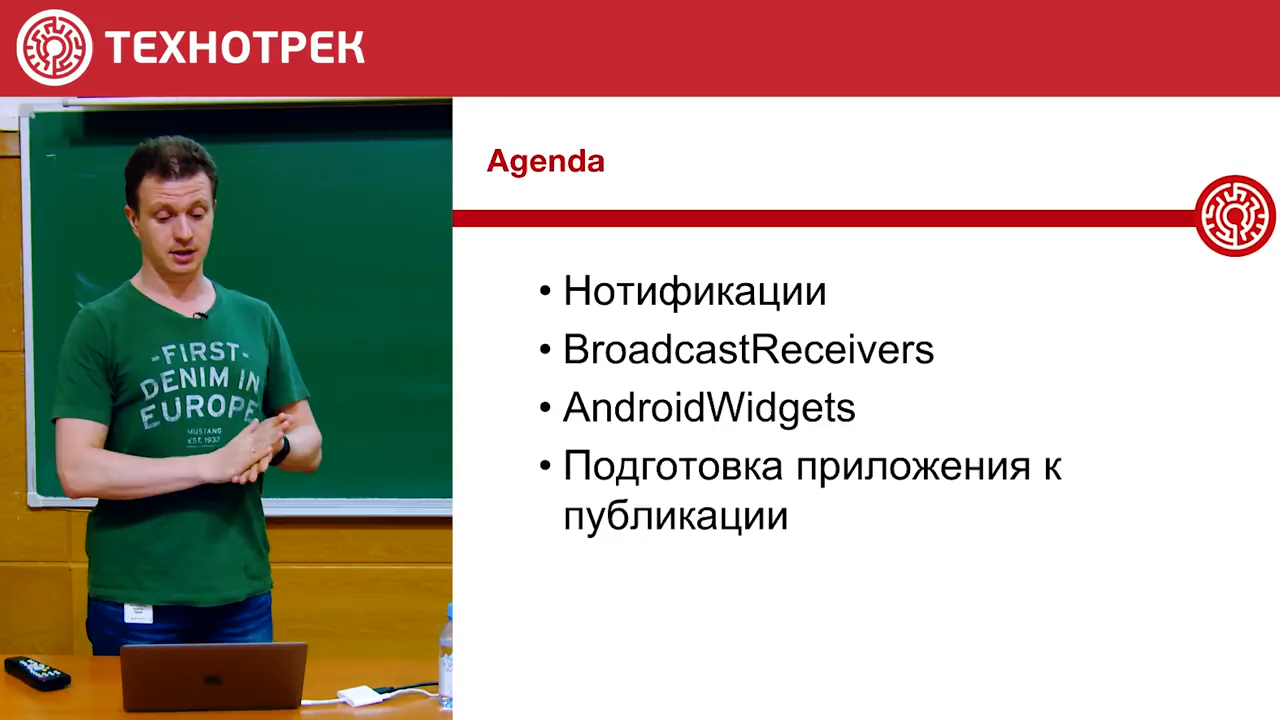 ТЕХНОТРЕК
Agenda
• Нотификации
• BroadcastReceivers
• AndroidWidgets
• Подготовка приложения к
публикации
-FIRST-
DENIM IN
EUROPE
MUSTANG
EST. 1932